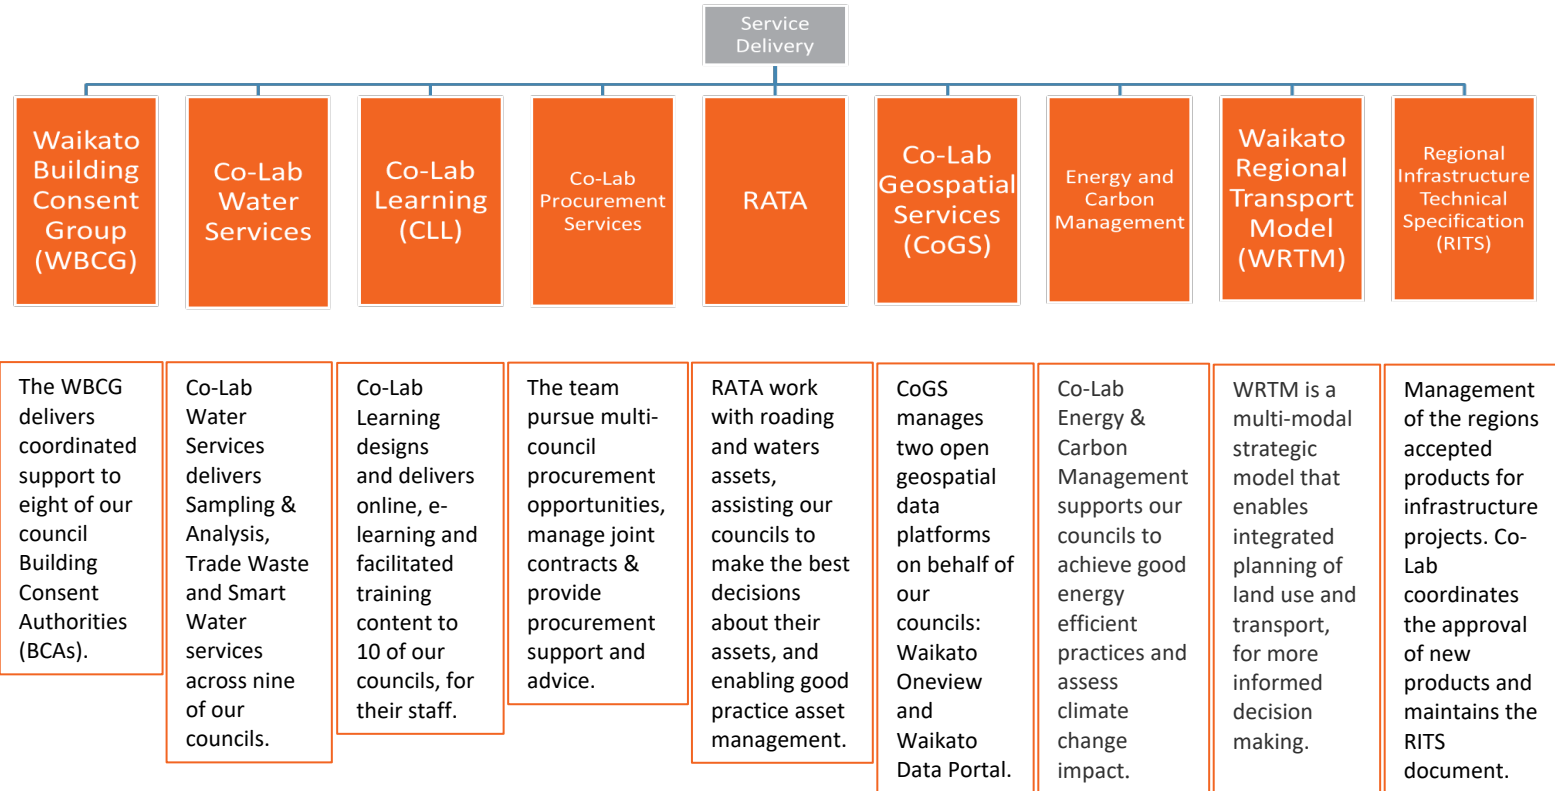 Service
Delivery
Waikato
Building
Consent
Group
(WBCG)
Co-Lab
Water
Services
Co-Lab
Learning
(CLL)
Co-Lab
Procurement
Services
RATA
Co-Lab
Geospatial
Services
(CoGS)
Energy and
Carbon
Management
Waikato
Regional
Transport
Model
(WRTM)
Regional
Infrastructure
Technical
Specification
(RITS)
The WBCG
delivers
coordinated
support to
eight of our
council
Building
Consent
Authorities
(BCAs).
Co-Lab
Water
Services
delivers
Sampling &
Analysis,
Trade Waste
and Smart
Water
services
across nine
of our
councils.
Co-Lab
Learning
designs
and delivers
online, e-
learning and
facilitated
training
content to
10 of our
councils, for
their staff.
The team
pursue multi-
council
procurement
opportunities,
manage joint
contracts &
provide
procurement
support and
advice.
RATA work
with roading
and waters
assets,
assisting our
councils to
make the best
decisions
about their
assets, and
enabling good
practice asset
management.
CoGS
manages
two open
geospatial
data
platforms
on behalf of
our
councils:
Waikato
Oneview
and
Waikato
Data Portal.
Co-Lab
Energy &
Carbon
Management
supports our
councils to
achieve good
energy
efficient
practices and
assess
climate
change
impact.
WRTM is a
multi-modal
strategic
model that
enables
integrated
planning of
land use and
transport,
for more
informed
decision
making.
Management
of the regions
accepted
products for
infrastructure
projects. Co-
Lab
coordinates
the approval
of new
products and
maintains the
RITS
document.